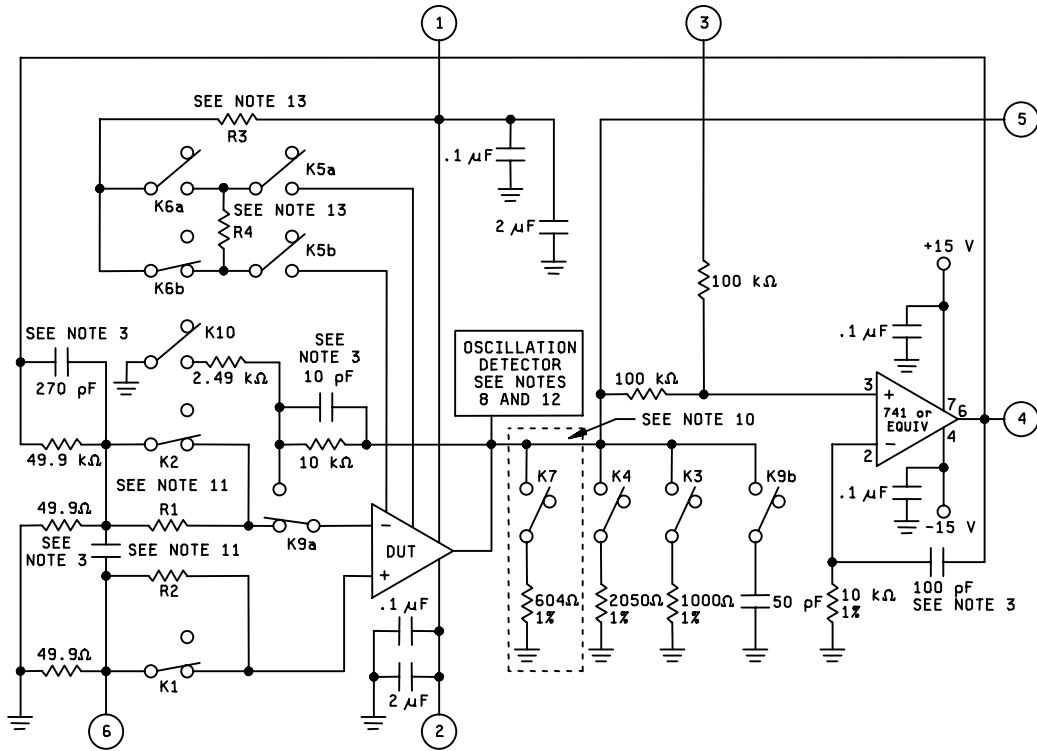 1
3
SEE NOTE 13
R3
5
.1 µF
K5a
K6a
SEE NOTE 13
R4
2 µF
+15 V
K5b
K6b
100 kΩ
SEE NOTE 3
K10
SEE
NOTE 3
10 pF
OSCILLATION
DETECTOR
SEE NOTES
8 AND 12
.1 µF
270 pF
2.49 kΩ
100 kΩ
3
+
741 or
EQUIV
7
6
4
4
SEE NOTE 10
49.9 kΩ
K2
10 kΩ
−
2
SEE NOTE 11
K7
K4
K3
K9b
.1 µF
49.9Ω
R1
−
−15 V
SEE
NOTE 3
SEE NOTE 11
K9a
DUT
R2
+
100 pF
SEE NOTE 3
604Ω
1%
2050Ω
1%
1000Ω
1%
50 pF
10 kΩ
1%
.1 µF
49.9Ω
K1
2 µF
6
2